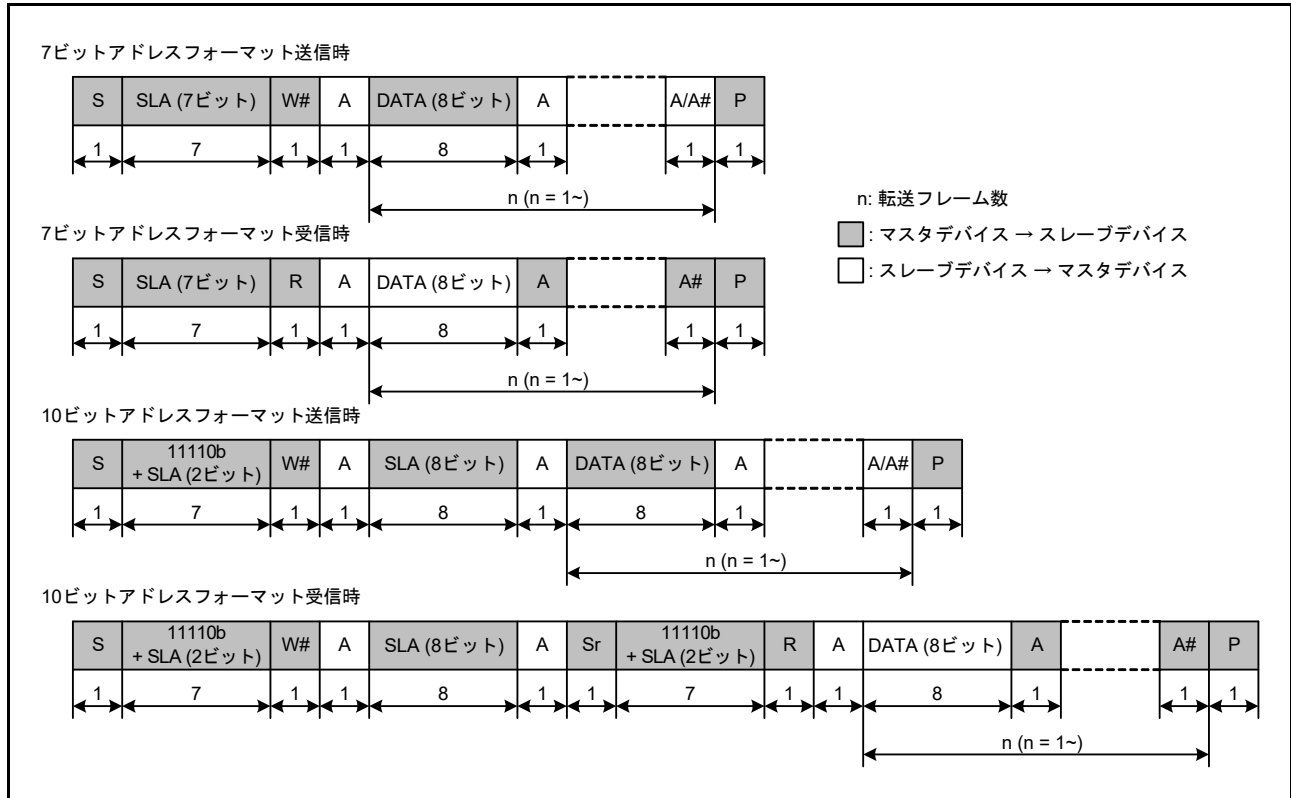 7ビットアドレスフォーマット送信時
S SLA (7ビット) W# A DATA (8ビット) A A/A# P
1 7 1 1 8 1 1 1
n (n = 1~)
n: 転送フレーム数
: マスタデバイス → スレーブデバイス
: スレーブデバイス → マスタデバイス
7ビットアドレスフォーマット受信時
S SLA (7ビット) R A DATA (8ビット) A A# P
1 7 1 1 8 1 1 1
n (n = 1~)
10ビットアドレスフォーマット送信時
S 11110b + SLA (2ビット) W# A SLA (8ビット) A DATA (8ビット) A A/A# P
1 7 1 1 8 1 8 1 1 1
n (n = 1~)
10ビットアドレスフォーマット受信時
S 11110b + SLA (2ビット) W# A SLA (8ビット) A Sr 11110b + SLA (2ビット) R A DATA (8ビット) A A# P
1 7 1 1 8 1 1 7 1 1 8 1 1 1
n (n = 1~)